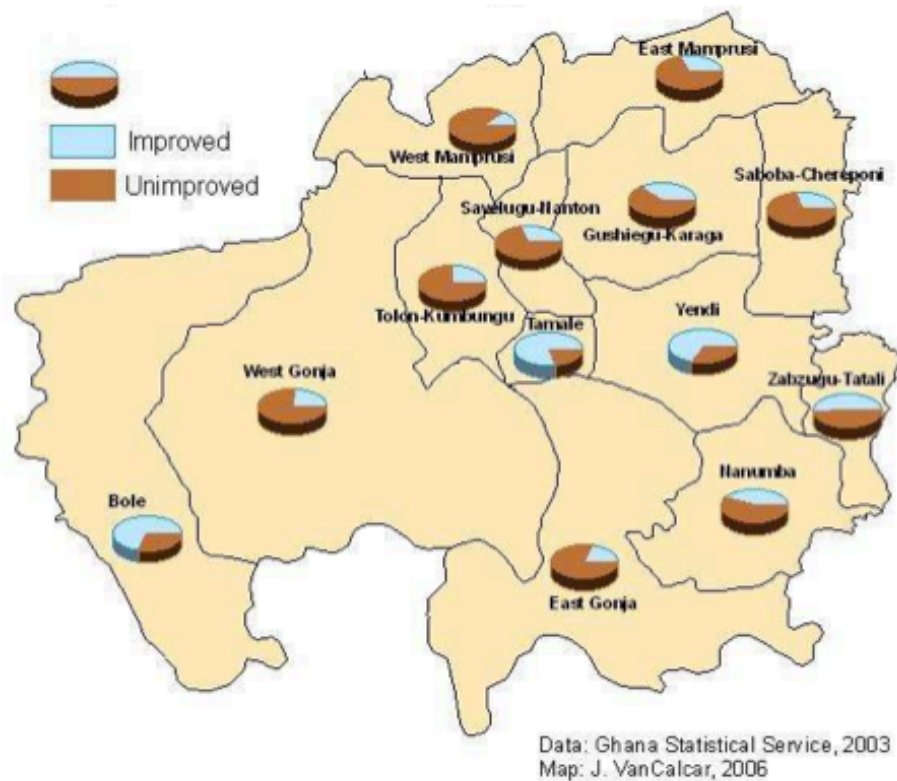 East Mamprusi
Improved
Unimproved
West Mamprusi
Saboba-Chereponi
Savelugu-Nanton
Gushiegu-Karaga
Tolon-Kumbungu
Tamale
Yendi
West Gonja
Zabzugu-Tatali
Nanumba
Bole
East Gonja
Data: Ghana Statistical Service, 2003
Map: J. VanCalcar, 2006